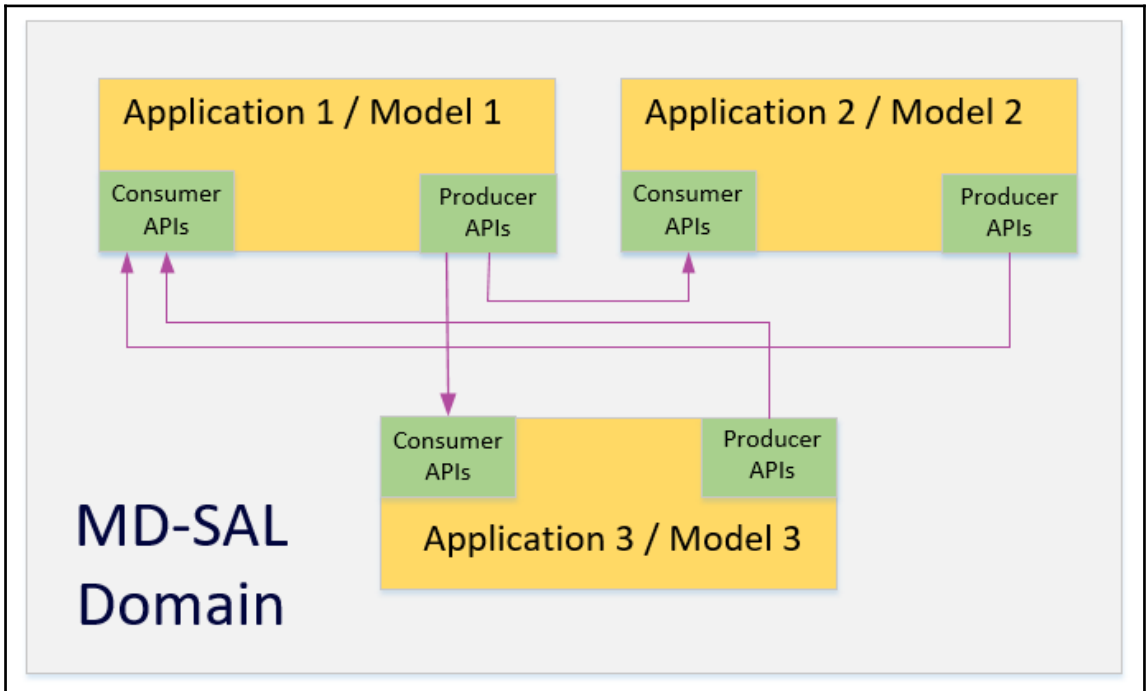 Application 1 / Model 1
Consumer
APIs
Producer
APIs
Application 2 / Model 2
Consumer
APIs
Producer
APIs
Consumer
APIs
Producer
APIs
Application 3 / Model 3
MD-SAL
Domain